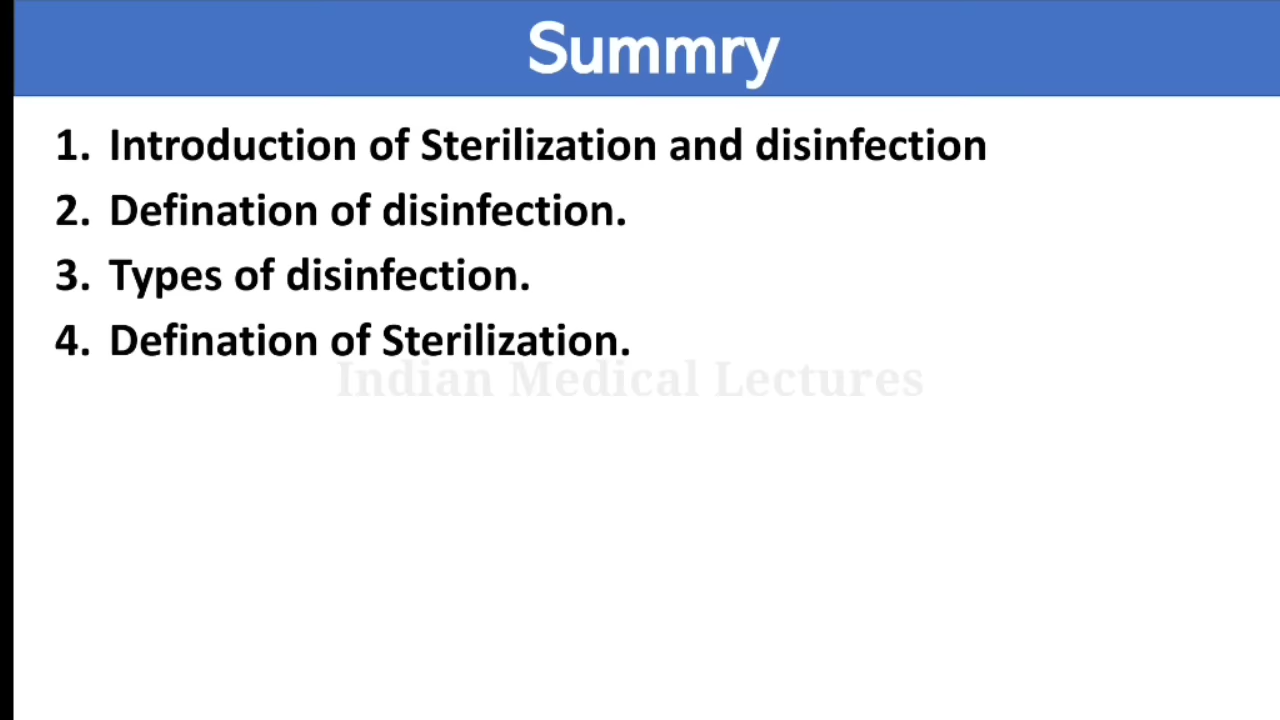 Summry
1. Introduction of Sterilization and disinfection
2. Defination of disinfection.
3. Types of disinfection.
4. Defination of Sterilization.
Indian Medical Lectures